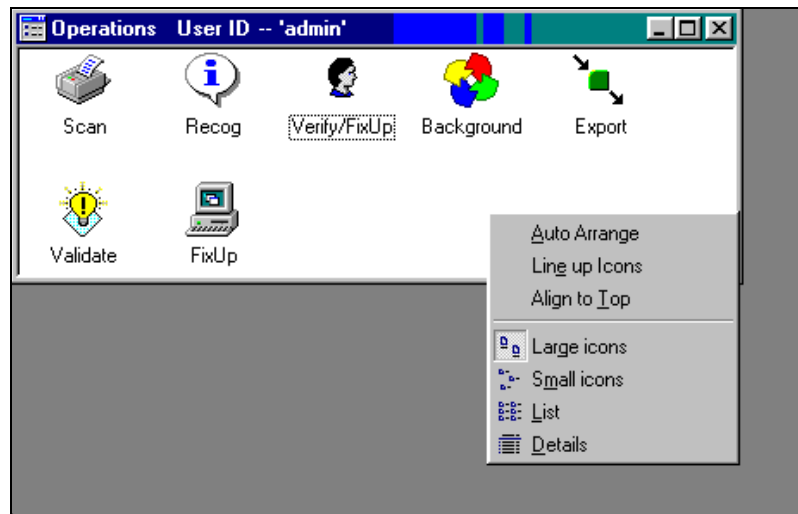 Operations User ID -- 'admin'
Scan Recog Verify/FixUp Background Export
Validate FixUp
Auto Arrange
Line up Icons
Align to Top
Large icons
Small icons
List
Details